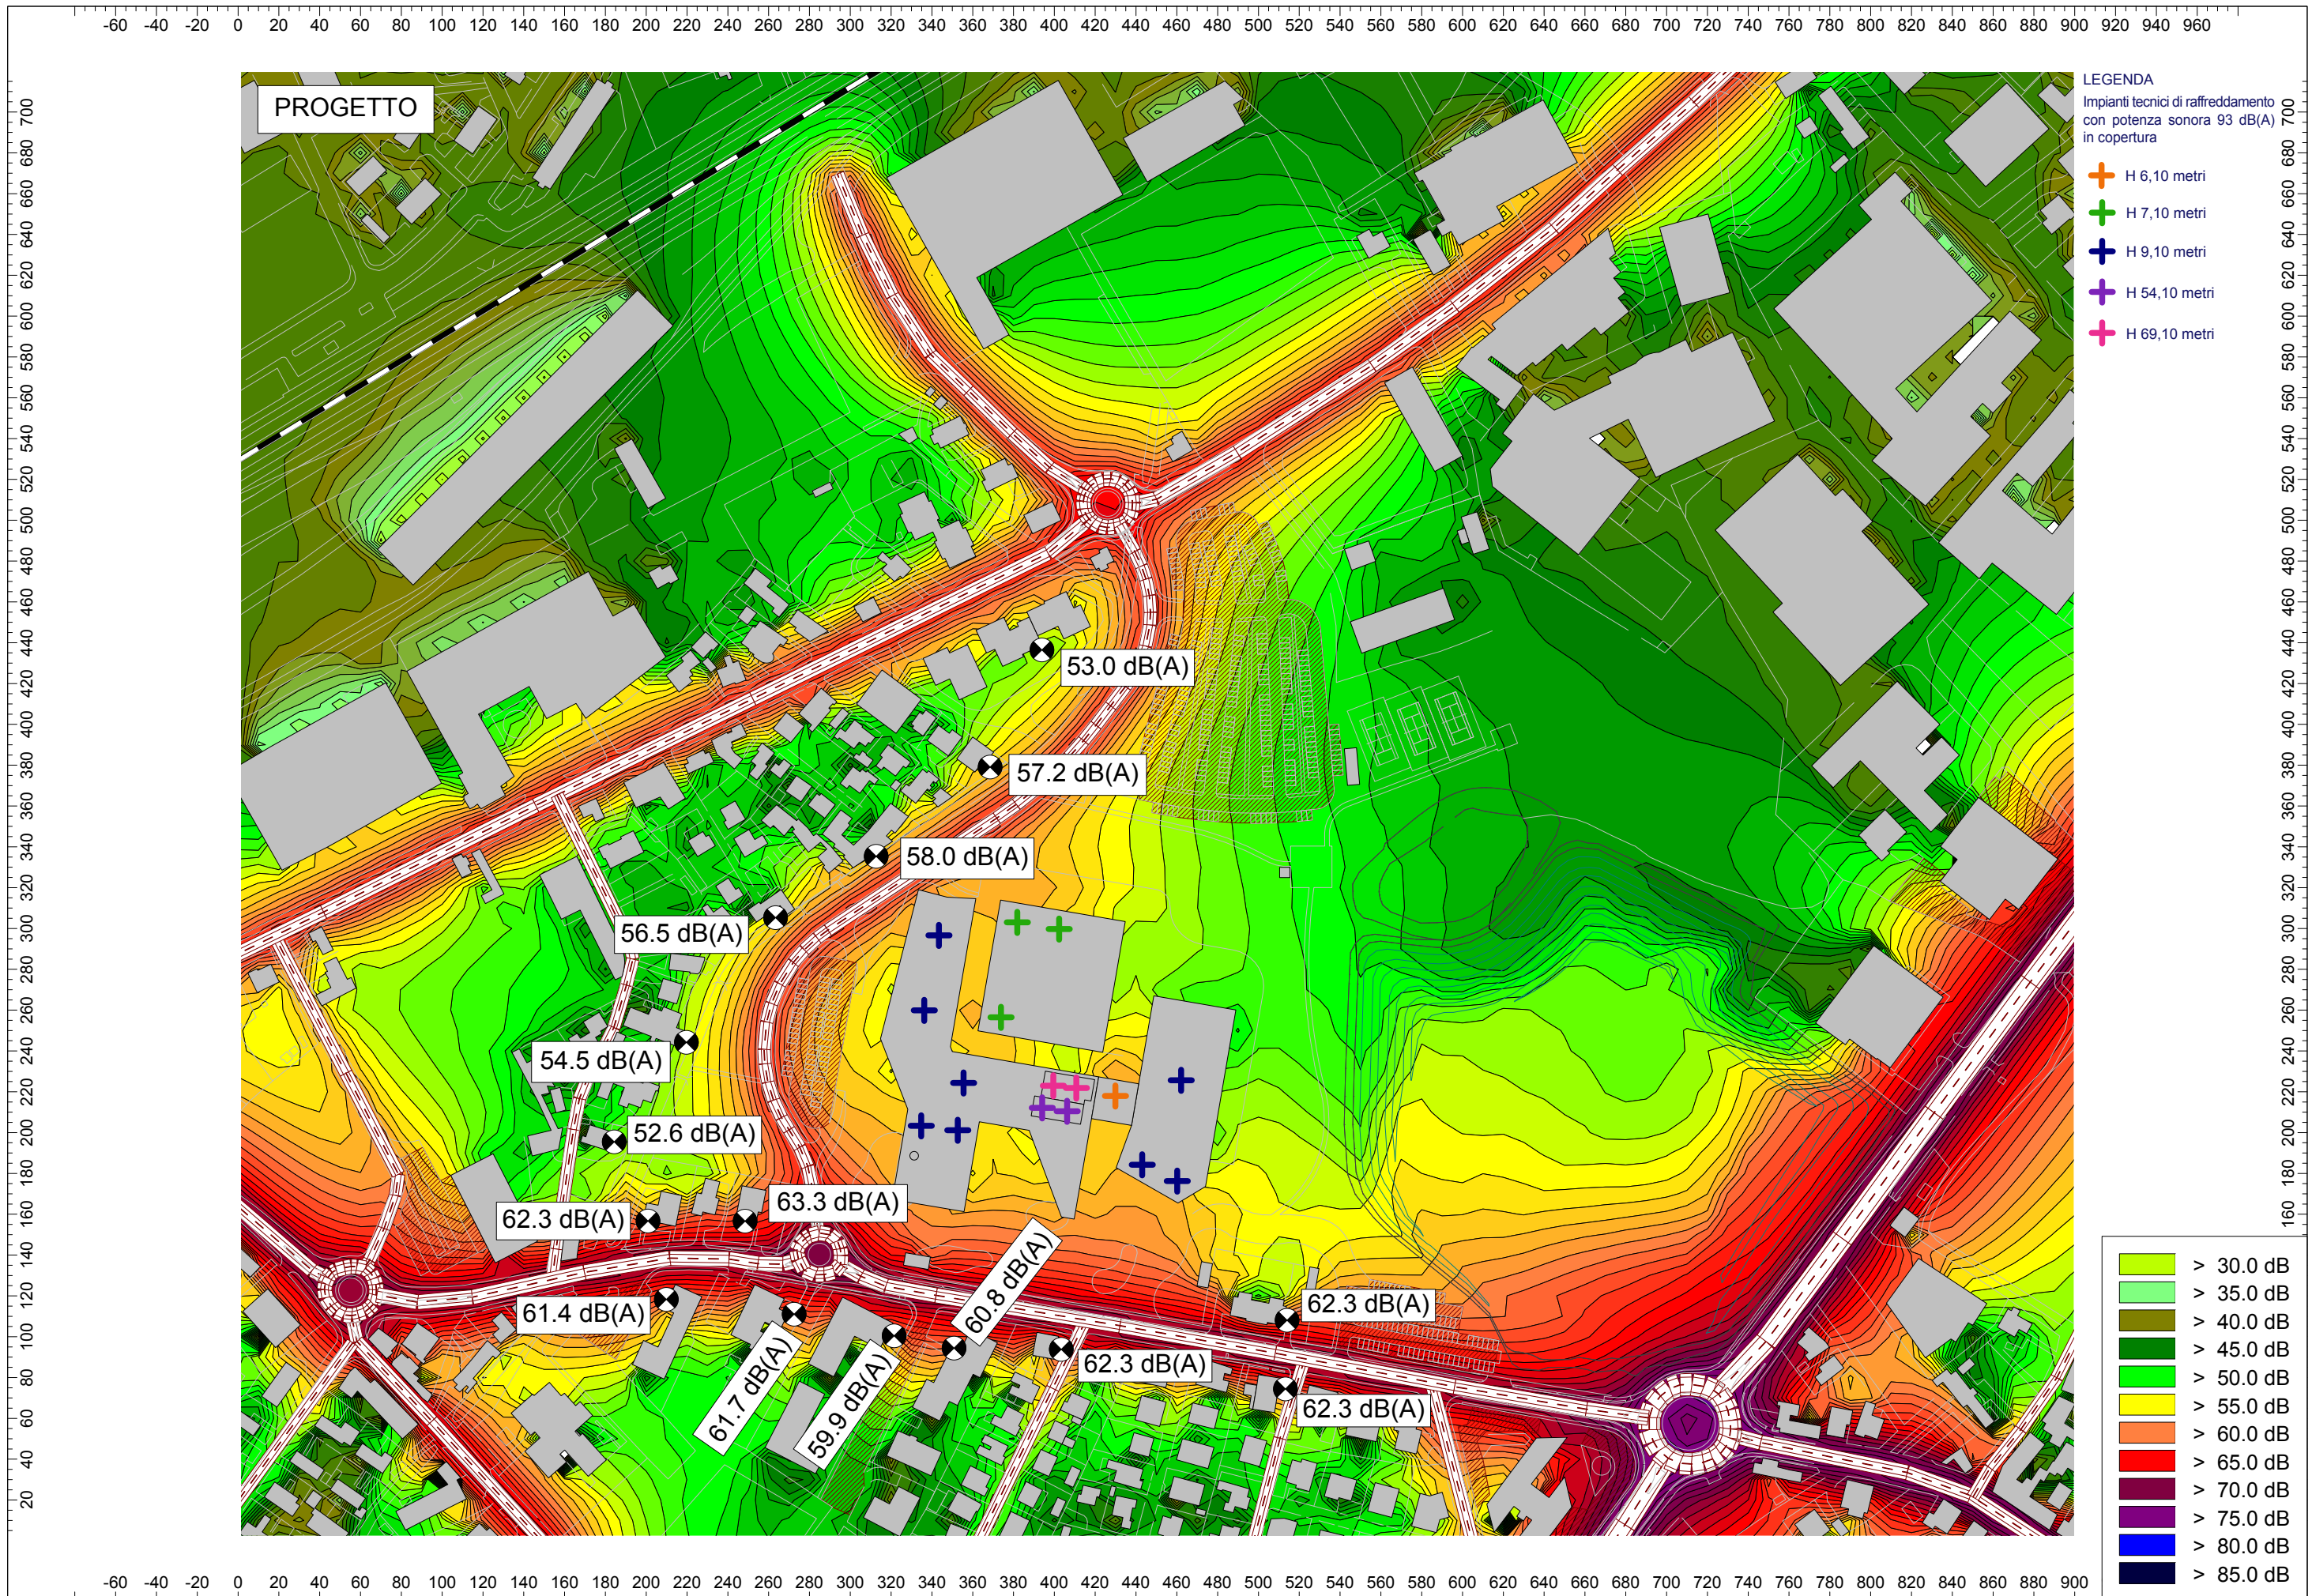 -60 -40 -20 0 20 40 60 80 100 120 140 160 180 200 220 240 260 280 300 320 340 360 380 400 420 440 460 480 500 520 540 560 580 600 620 640 660 680 700 720 740 760 780 800 820 840 860 880 900 920 940 960
PROGETTO
LEGENDA
Impianti tecnici di raffreddamento
con potenza sonora 93 dB(A)
in copertura
H 6,10 metri
H 7,10 metri
H 9,10 metri
H 54,10 metri
H 69,10 metri
700 680 660 640 620 600 580 560 540 520 500 480 460 440 420 400 380 360 340 320 300 280 260 240 220 200 180 160 140 120 100 80 60 40 20
700 680 660 640 620 600 580 560 540 520 500 480 460 440 420 400 380 360 340 320 300 280 260 240 220 200 180 160
53.0 dB(A)
57.2 dB(A)
58.0 dB(A)
56.5 dB(A)
54.5 dB(A)
52.6 dB(A)
63.3 dB(A)
62.3 dB(A)
60.8 dB(A)
61.4 dB(A)
62.3 dB(A)
61.7 dB(A)
59.9 dB(A)
62.3 dB(A)
62.3 dB(A)
> 30.0 dB
> 35.0 dB
> 40.0 dB
> 45.0 dB
> 50.0 dB
> 55.0 dB
> 60.0 dB
> 65.0 dB
> 70.0 dB
> 75.0 dB
> 80.0 dB
> 85.0 dB
-60 -40 -20 0 20 40 60 80 100 120 140 160 180 200 220 240 260 280 300 320 340 360 380 400 420 440 460 480 500 520 540 560 580 600 620 640 660 680 700 720 740 760 780 800 820 840 860 880 900